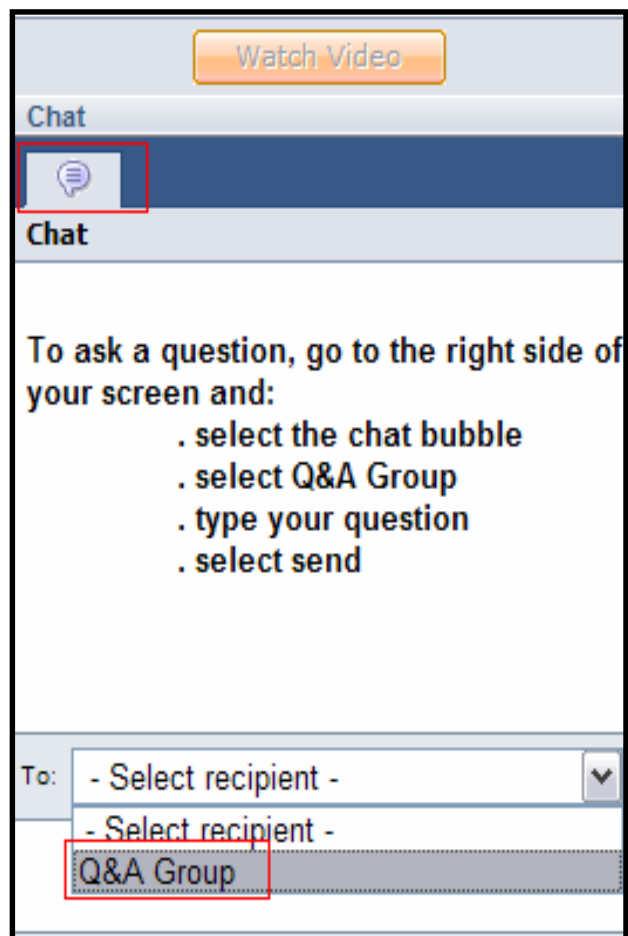 Watch Video
Chat
Chat
To ask a question, go to the right side of
your screen and:
. select the chat bubble
. select Q&A Group
. type your question
. select send
To: - Select recipient -
- Select recipient -
Q&A Group